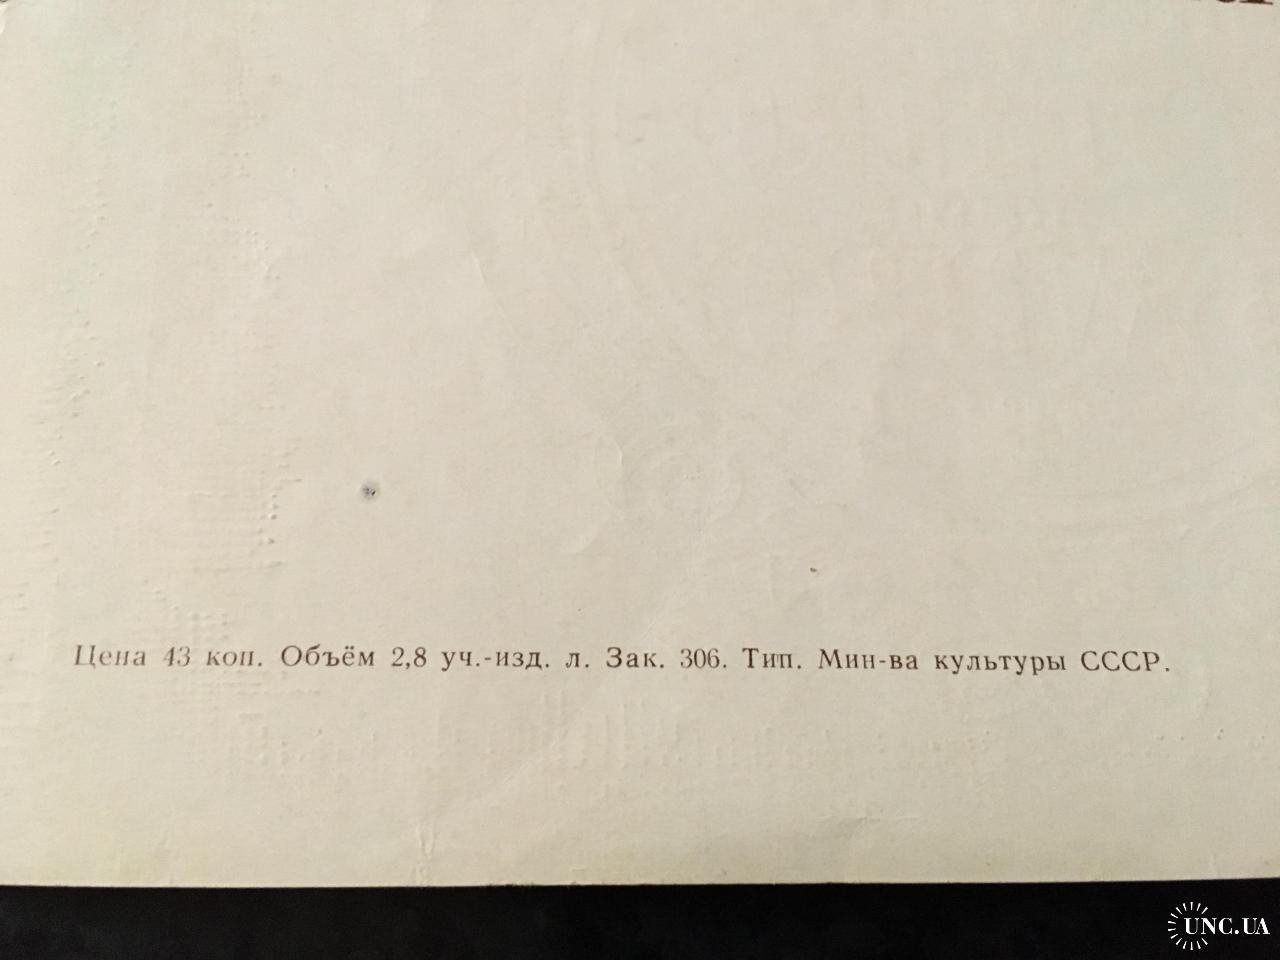 Цена 43 коп. Объём 2,8 уч.-изд. л. Зак. 306. Тип. Мин-ва культуры СССР.
UNC.UA